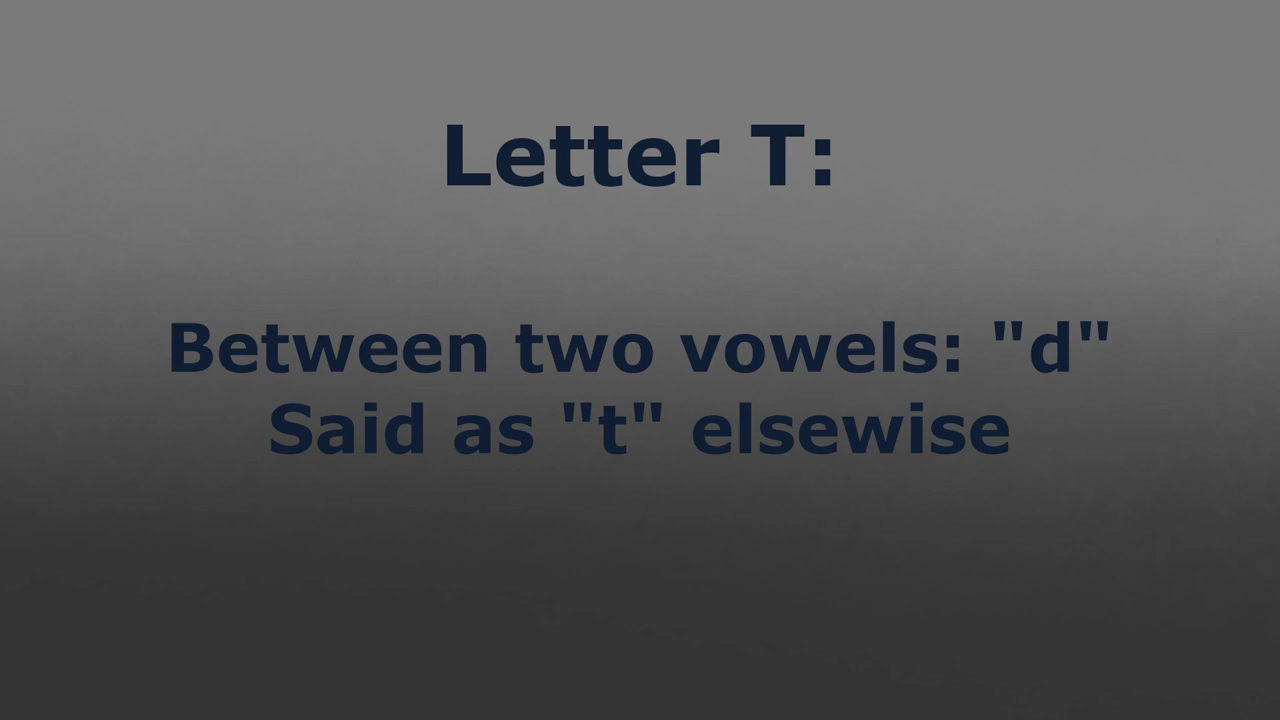 Letter T:
Between two vowels: "d"
Said as "t" elsewise